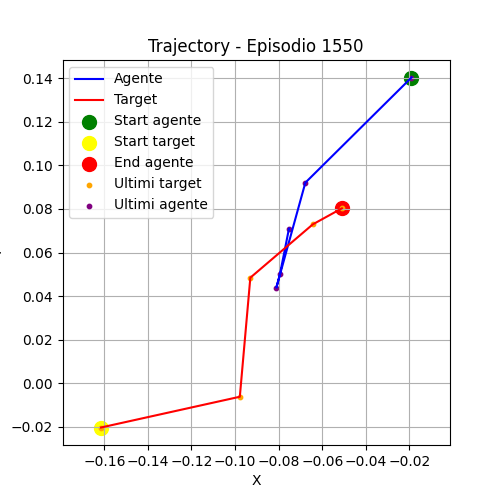 Trajectory - Episodio 1550
Agente
Target
Start agente
Start target
End agente
Ultimi target
Ultimi agente
0.14
0.12
0.10
0.08
0.06
0.04
0.02
0.00
−0.02
−0.16 −0.14 −0.12 −0.10 −0.08 −0.06 −0.04 −0.02
X